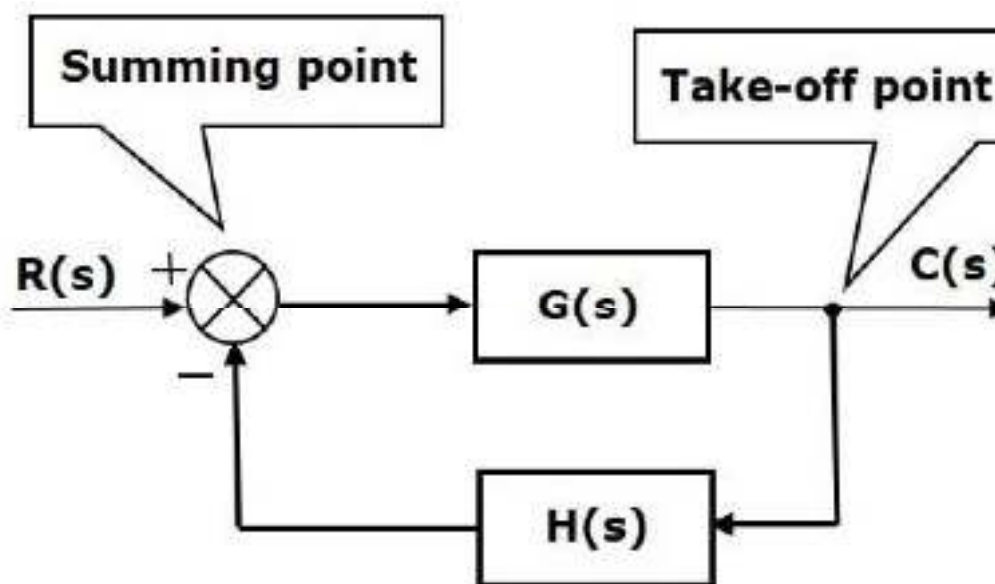 Summing point
Take-off point
R(s)
+
G(s)
C(s)
−
H(s)